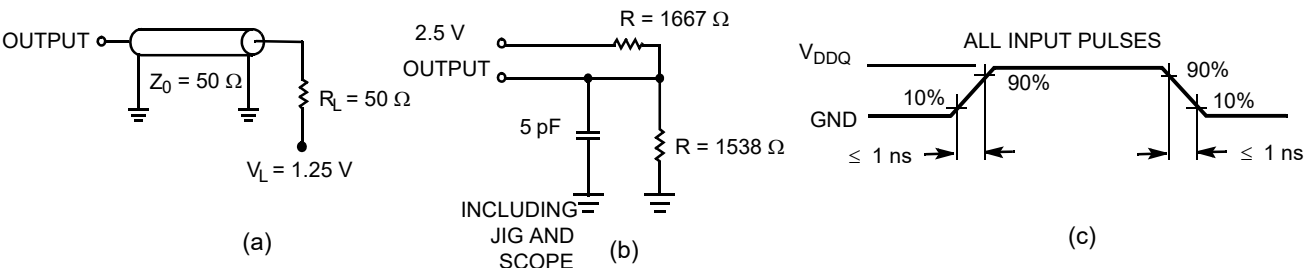 OUTPUT
Z0 = 50 Ω
RL = 50 Ω
VL = 1.25 V
(a)
R = 1667 Ω
2.5 V
OUTPUT
5 pF
R = 1538 Ω
INCLUDING
JIG AND
SCOPE
(b)
ALL INPUT PULSES
VDDQ
GND
10%
90%
90%
10%
≤ 1 ns
≤ 1 ns
(c)